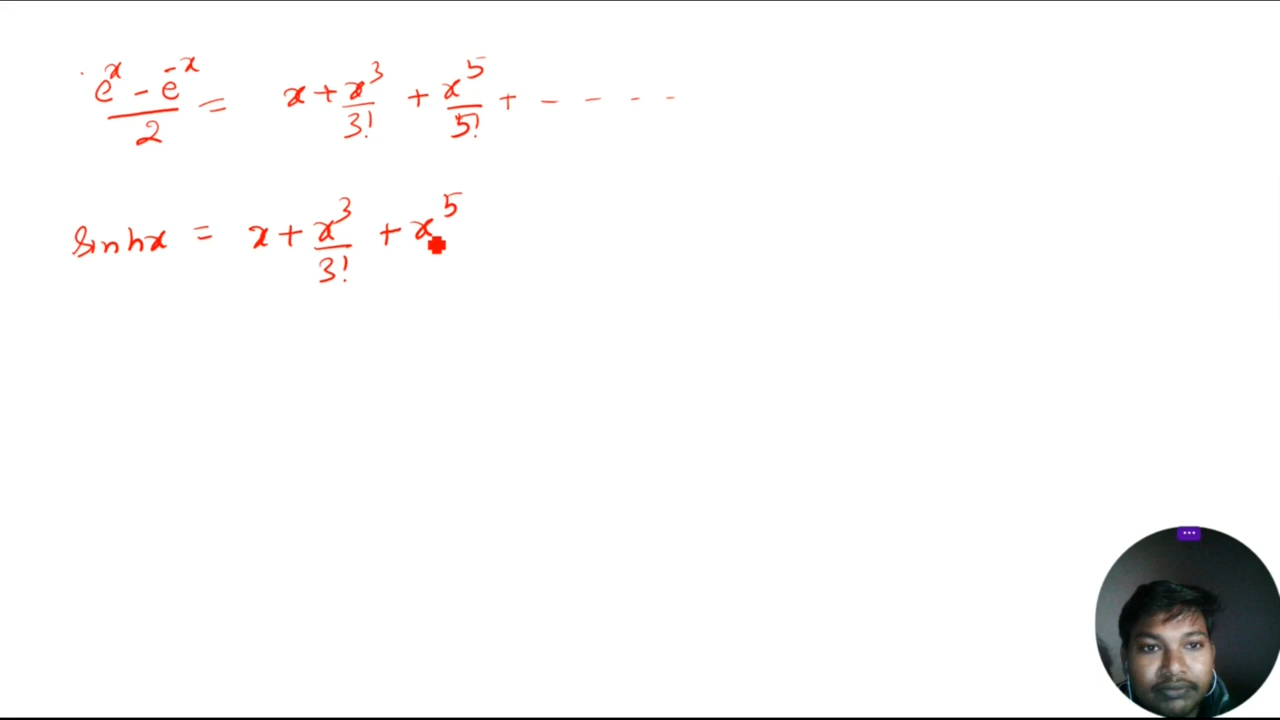 (e^x - e^-x)/2 = x + x^3/3! + x^5/5! + - - - -
sinhx = x + x^3/3! + x^5